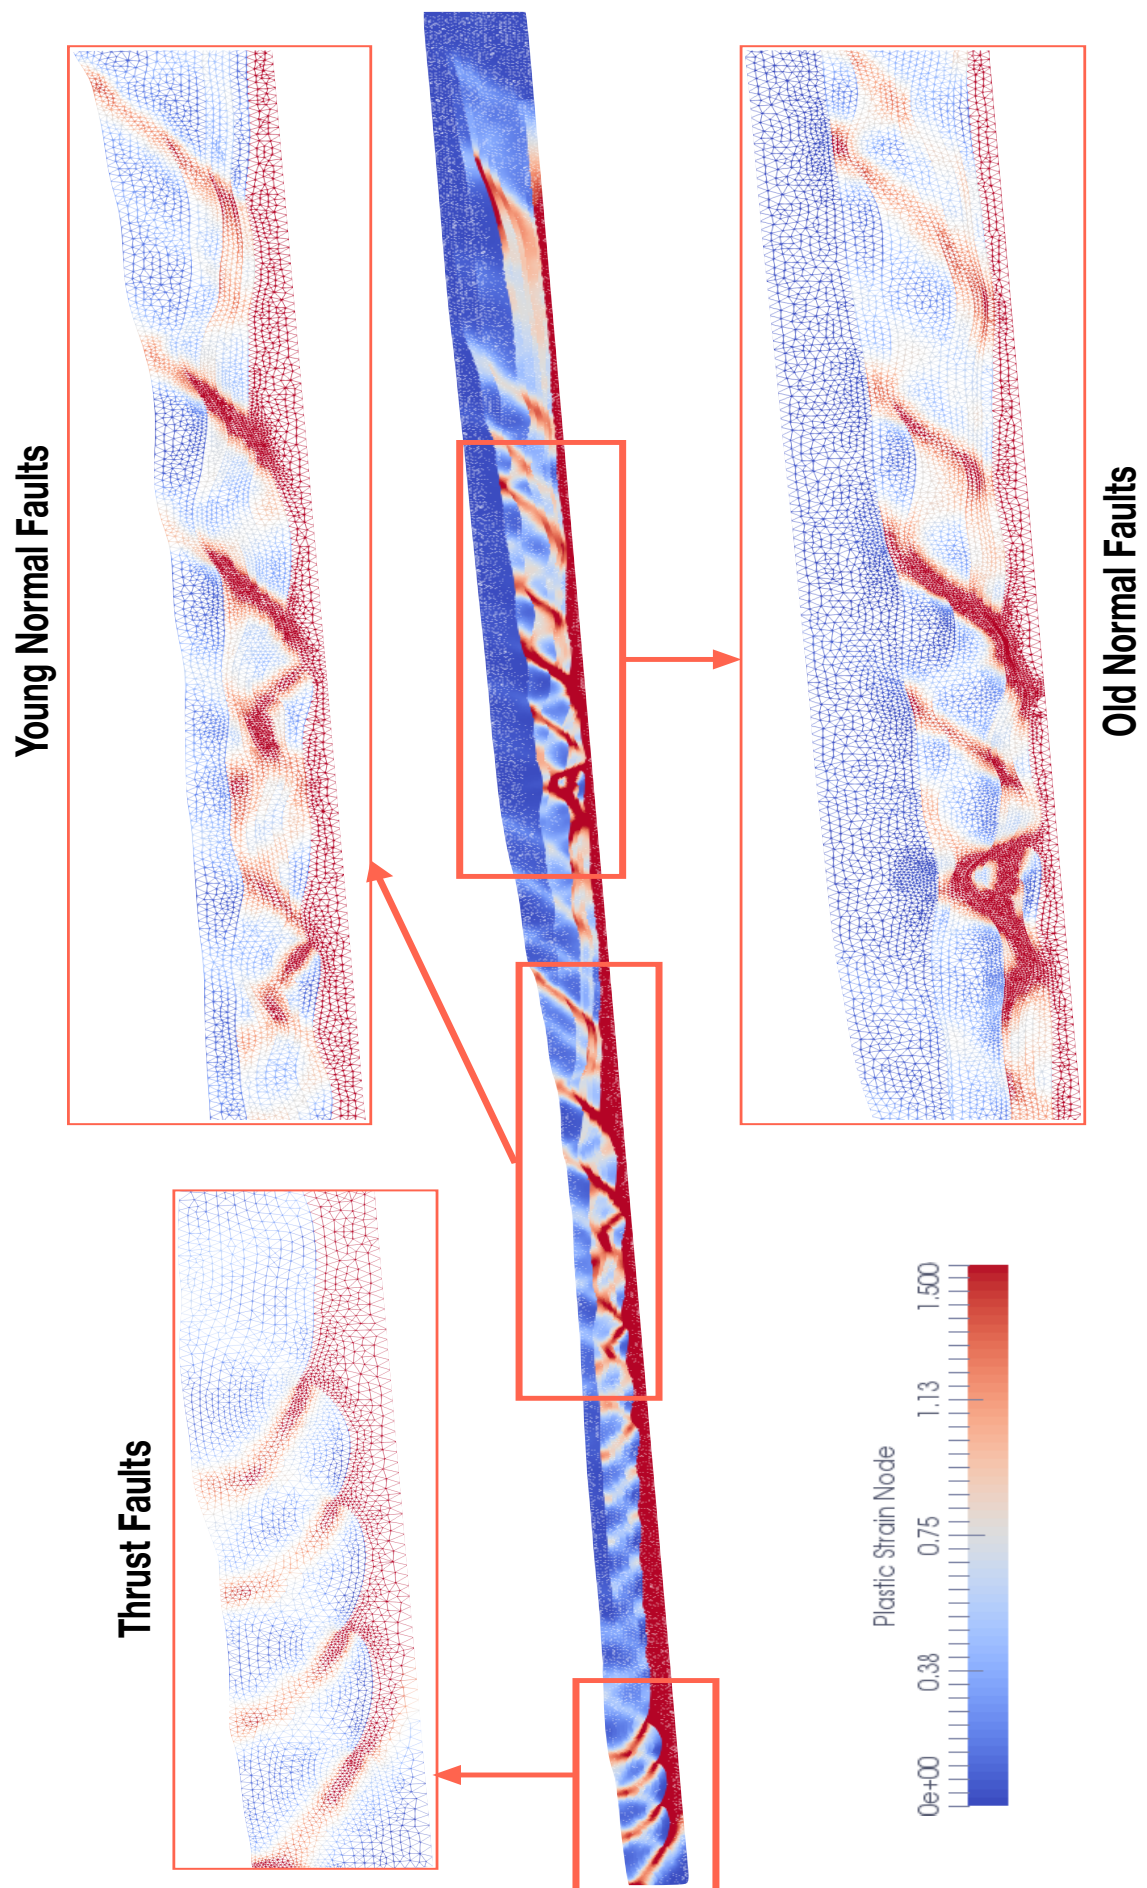 Young Normal Faults
Thrust Faults
Old Normal Faults
Plastic Strain Node
0e+00 0.38 0.75 1.13 1.500